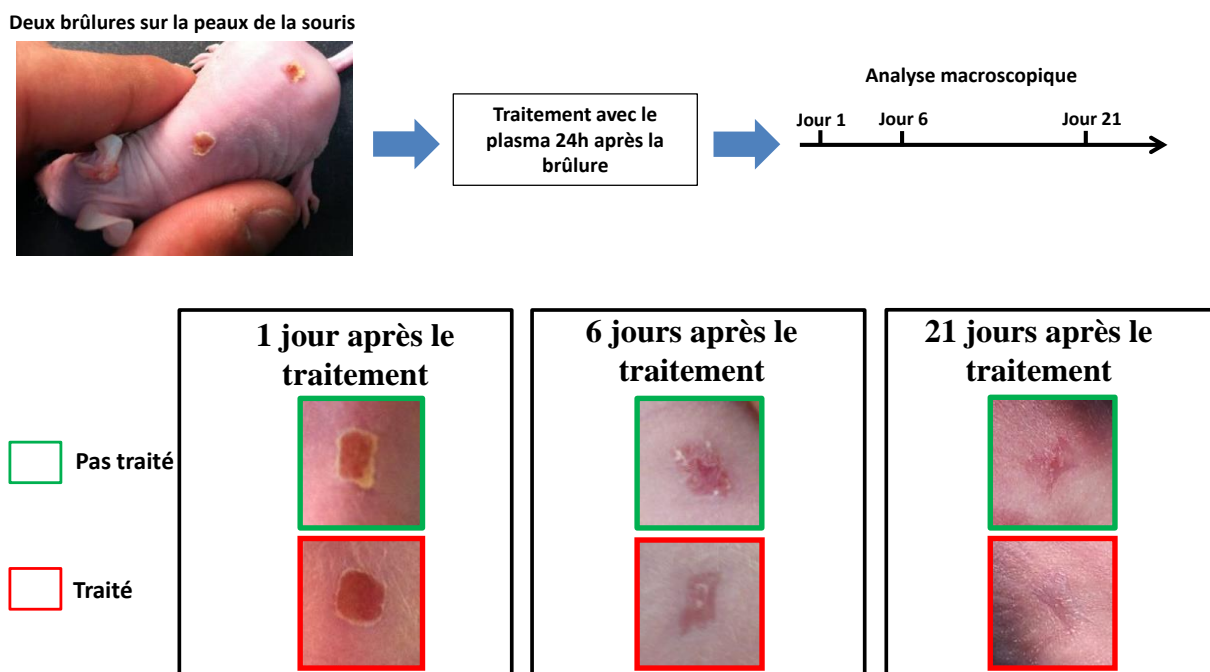 Deux brûlures sur la peaux de la souris
Traitement avec le
plasma 24h après la
brûlure
Analyse macroscopique
Jour 1
Jour 6
Jour 21
1 jour après le
traitement
6 jours après le
traitement
21 jours après le
traitement
Pas traité
Traité